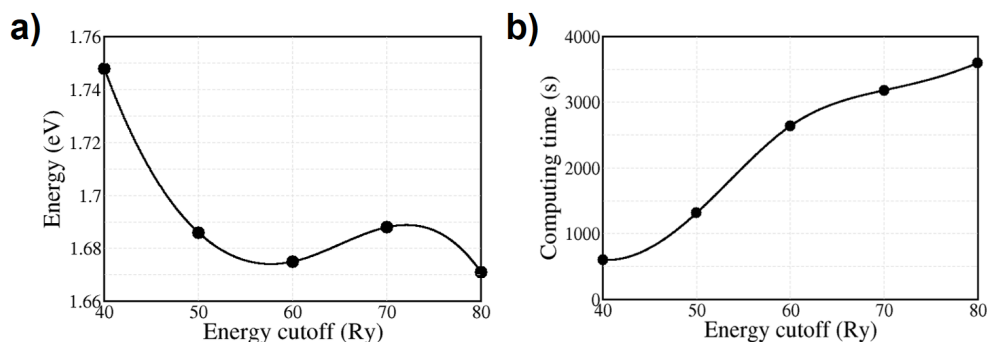 a)
1.76
1.74
1.72
1.7
1.68
1.66
Energy (eV)
40 50 60 70 80
Energy cutoff (Ry)
b)
4000
3000
2000
1000
0
Computing time (s)
40 50 60 70 80
Energy cutoff (Ry)